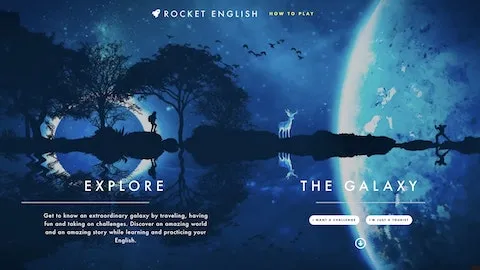 ROCKET ENGLISH
HOW TO PLAY
EXPLORE
THE GALAXY
Get to know an extraordinary galaxy by traveling, having
fun and taking on challenges. Discover an amazing world
and an amazing story while learning and practicing your
English.
I WANT A CHALLENGE
I'M JUST A TOURIST